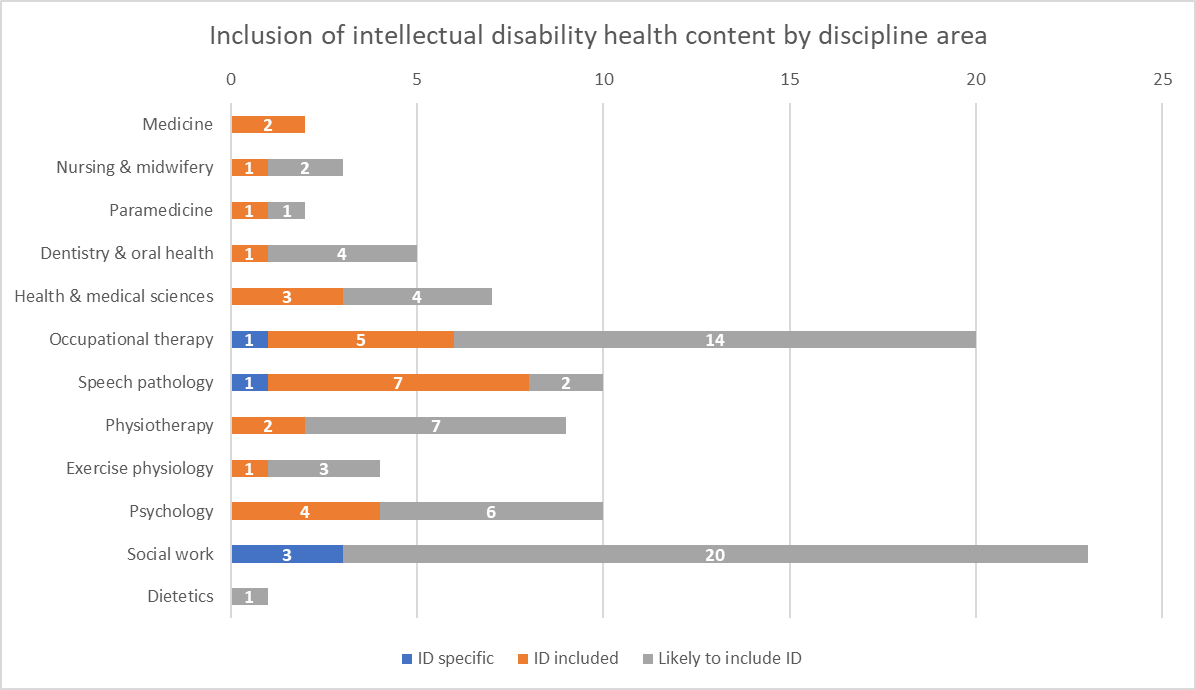 Inclusion of intellectual disability health content by discipline area
0 5 10 15 20 25
Medicine 2
Nursing & midwifery 1 2
Paramedicine 1 1
Dentistry & oral health 1 4
Health & medical sciences 3 4
Occupational therapy 1 5 14
Speech pathology 1 7 2
Physiotherapy 2 7
Exercise physiology 1 3
Psychology 4 6
Social work 3 20
Dietetics 1
ID specific ID included Likely to include ID